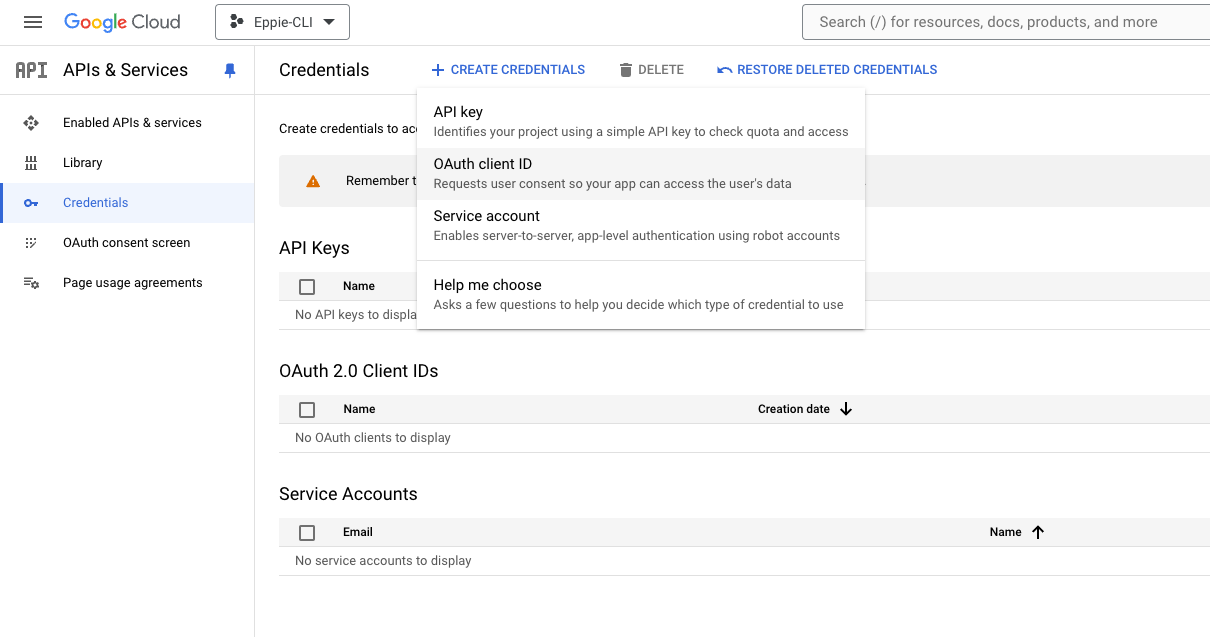 Google Cloud
Eppie-CLI
Search (/) for resources, docs, products, and more
API
APIs & Services
Credentials
CREATE CREDENTIALS
DELETE
RESTORE DELETED CREDENTIALS
Enabled APIs & services
Library
Credentials
OAuth consent screen
Page usage agreements
Create credentials to
API key
Identifies your project using a simple API key to check quota and access
OAuth client ID
Requests user consent so your app can access the user's data
Service account
Enables server-to-server, app-level authentication using robot accounts
Help me choose
Asks a few questions to help you decide which type of credential to use
Remember
API Keys
Name
No API keys to
OAuth 2.0 Client IDs
Name
Creation date
No OAuth clients to display
Service Accounts
Email
Name
No service accounts to display